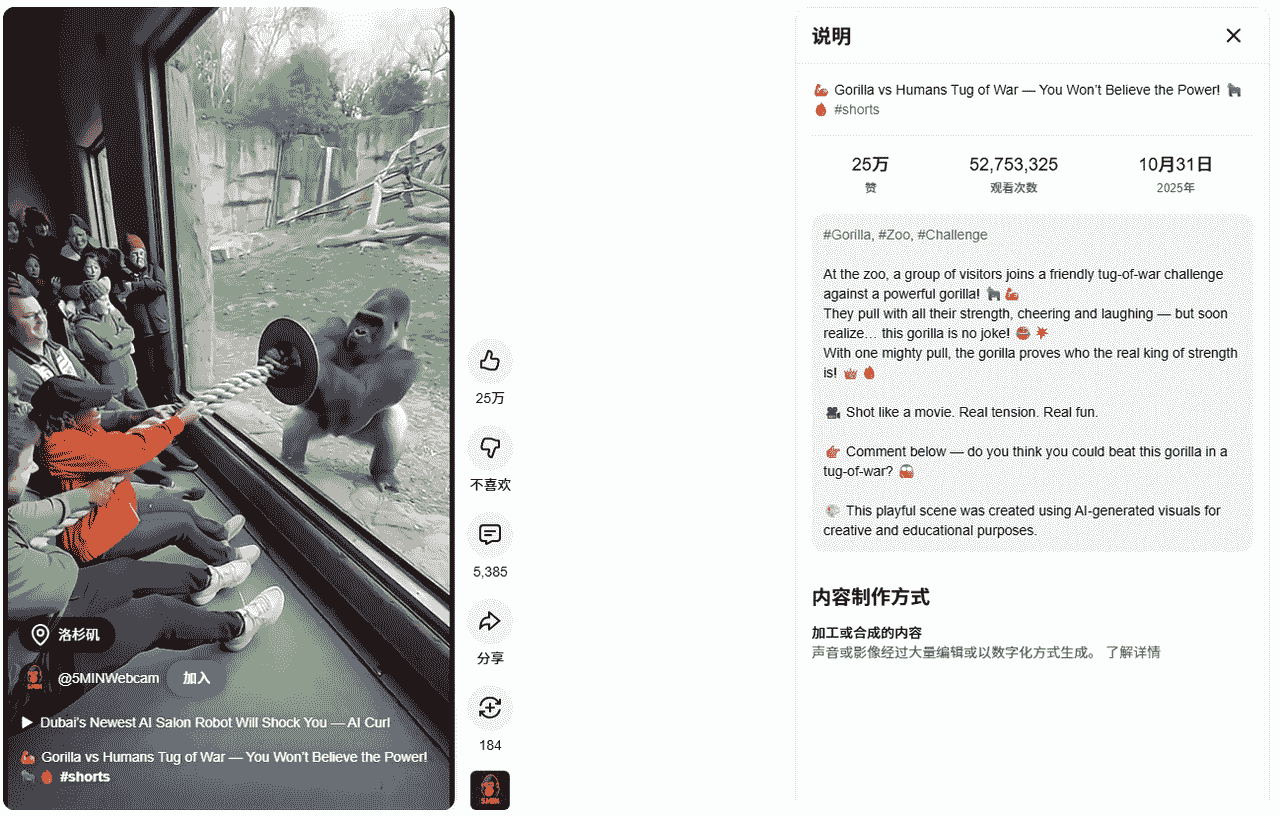 洛杉矶
@5MINWebcam
加入
Dubai's Newest AI Salon Robot Will Shock You — AI Curl
💪 Gorilla vs Humans Tug of War — You Won't Believe the Power!
🦍 🔥 #shorts
25万
不喜欢
5,385
分享
184
5MIN
说明
💪 Gorilla vs Humans Tug of War — You Won't Believe the Power! 🦍
🔥 #shorts
25万
赞
52,753,325
观看次数
10月31日
2025年
#Gorilla, #Zoo, #Challenge
At the zoo, a group of visitors joins a friendly tug-of-war challenge
against a powerful gorilla! 🦍 💪
They pull with all their strength, cheering and laughing — but soon
realize… this gorilla is no joke! 😂 💥
With one mighty pull, the gorilla proves who the real king of strength
is! 👑 🔥
🎥 Shot like a movie. Real tension. Real fun.
👉 Comment below — do you think you could beat this gorilla in a
tug-of-war? 😅
🎨 This playful scene was created using AI-generated visuals for
creative and educational purposes.
内容制作方式
加工或合成的内容
声音或影像经过大量编辑或以数字化方式生成。 了解详情